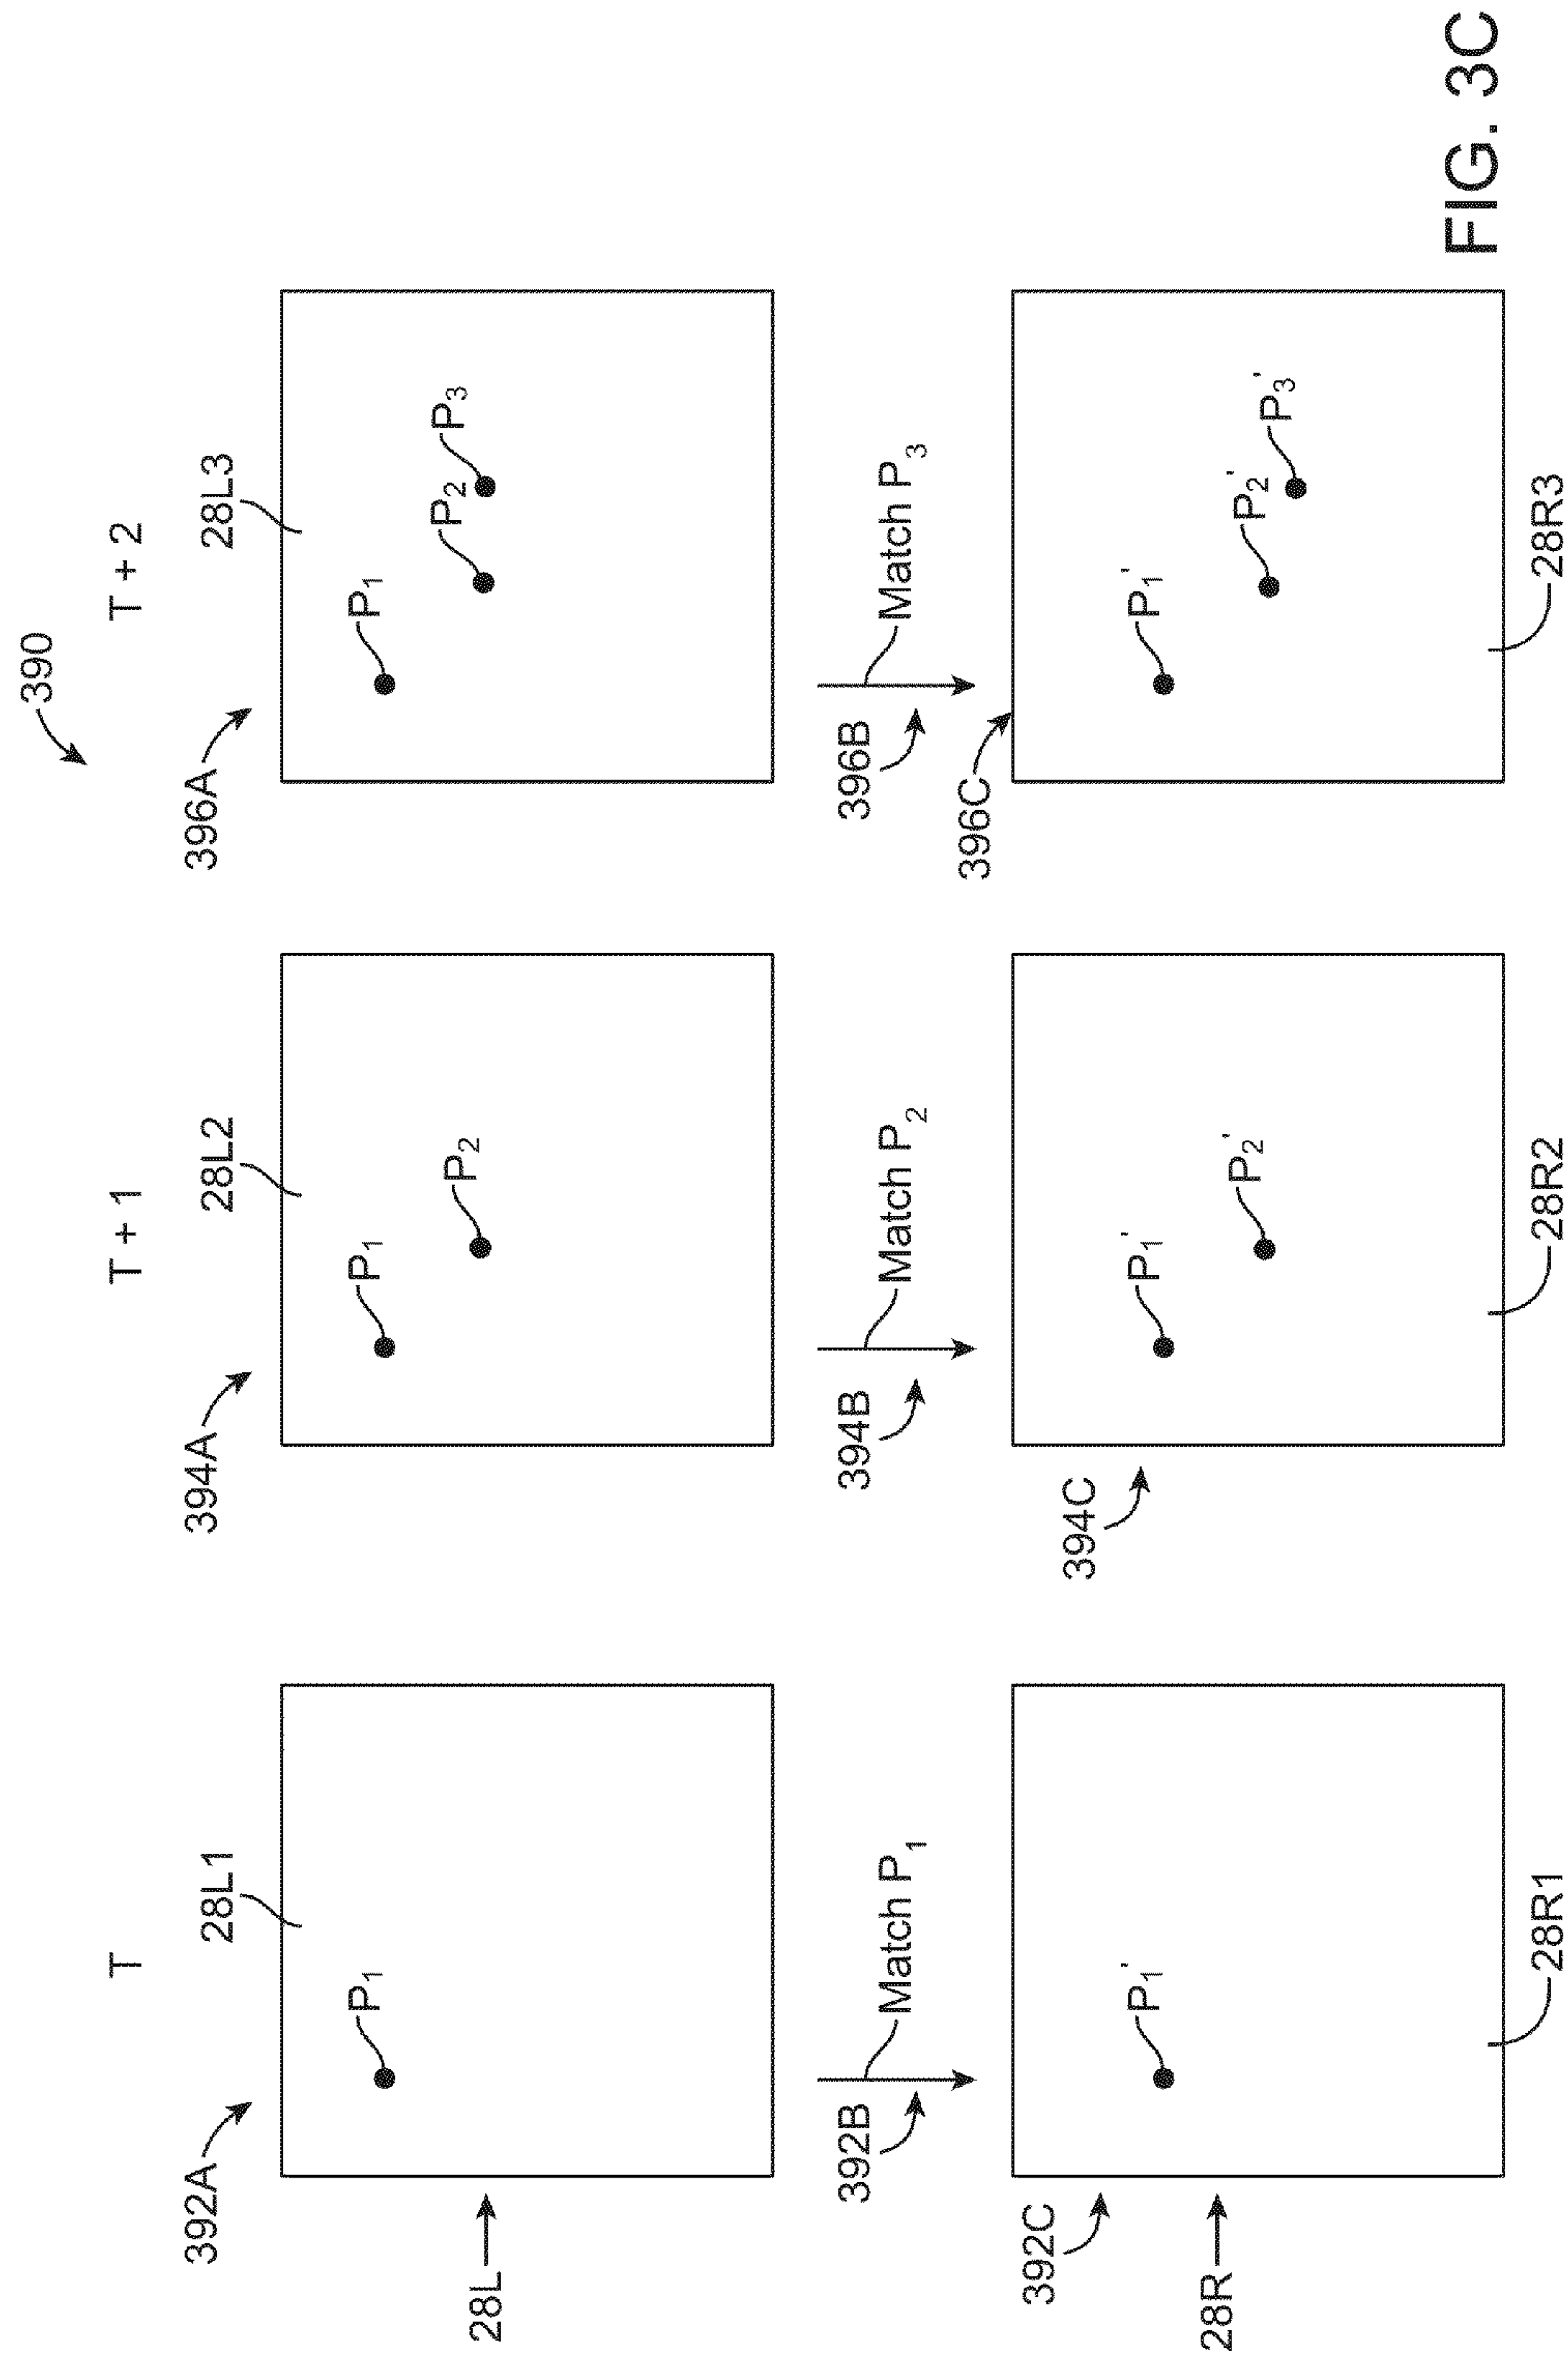 390
T
T + 1
T + 2
392A
28L1
394A
28L2
396A
28L3
28L
P1
P1
P2
P1
P2
P3
392B
Match P1
394B
Match P2
396B
Match P3
392C
394C
396C
28R
P1'
P1'
P2'
P1'
P2'
P3'
28R1
28R2
28R3
FIG. 3C